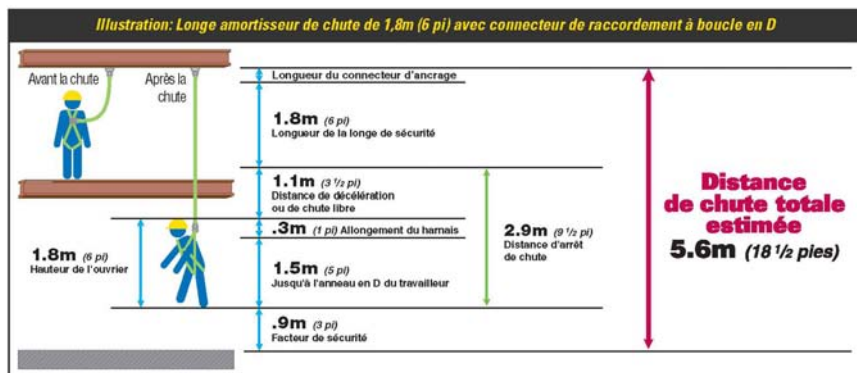 Illustration: Longe amortisseur de chute de 1,8m (6 pi) avec connecteur de raccordement à boucle en D
Avant la chute
Après la
chute
Longueur du connecteur d'ancrage
1.8m (6 pi)
Longueur de la longe de sécurité
1.1m (3 1/2 pi)
Distance de décélération
ou de chute libre
.3m (1 pi) Allongement du harnais
1.8m (6 pi)
Hauteur de l'ouvrier
1.5m (5 pi)
Jusqu'à l'anneau en D du travailleur
2.9m (9 1/2 pi)
Distance d'arrêt
de chute
.9m (3 pi)
Facteur de sécurité
Distance
de chute totale
estimée
5.6m (18 1/2 pies)